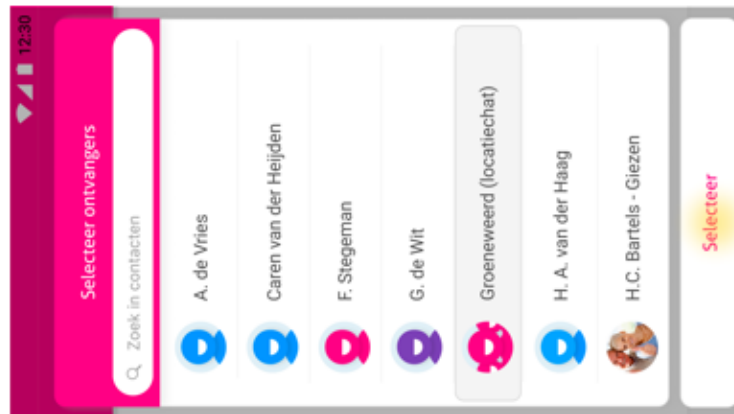 12:30
Selecteer ontvangers
Zoek in contacten
A. de Vries
Caren van der Heijden
F. Stegeman
G. de Wit
Groeneweerd (locatiechat)
H. A. van der Haag
H.C. Bartels - Giezen
Selecteer